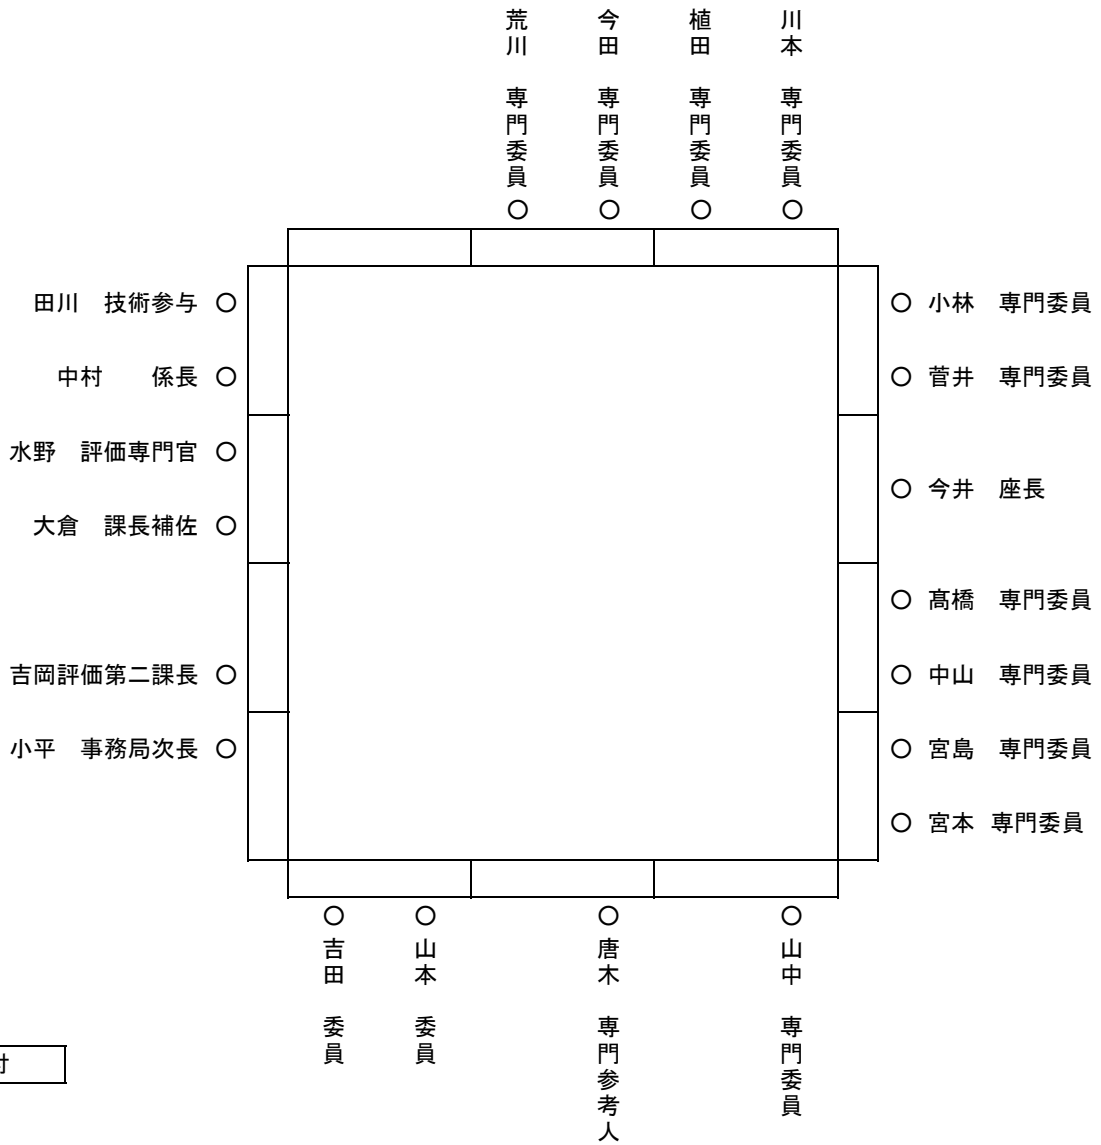 荒川　専門委員
今田　専門委員
植田　専門委員
川本　専門委員
田川　技術参与
中村　　係長
水野　評価専門官
大倉　課長補佐
吉岡評価第二課長
小平　事務局次長
小林　専門委員
菅井　専門委員
今井　座長
髙橋　専門委員
中山　専門委員
宮島　専門委員
宮本 専門委員
吉田　委員
山本　委員
唐木　専門参考人
山中　専門委員